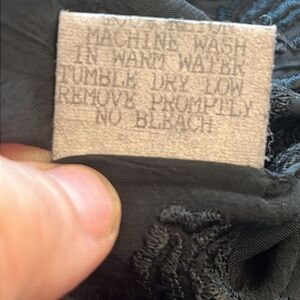 MACHINE WASH
IN WARM WATER
TUMBLE DRY LOW
REMOVE PROMPTLY
NO BLEACH